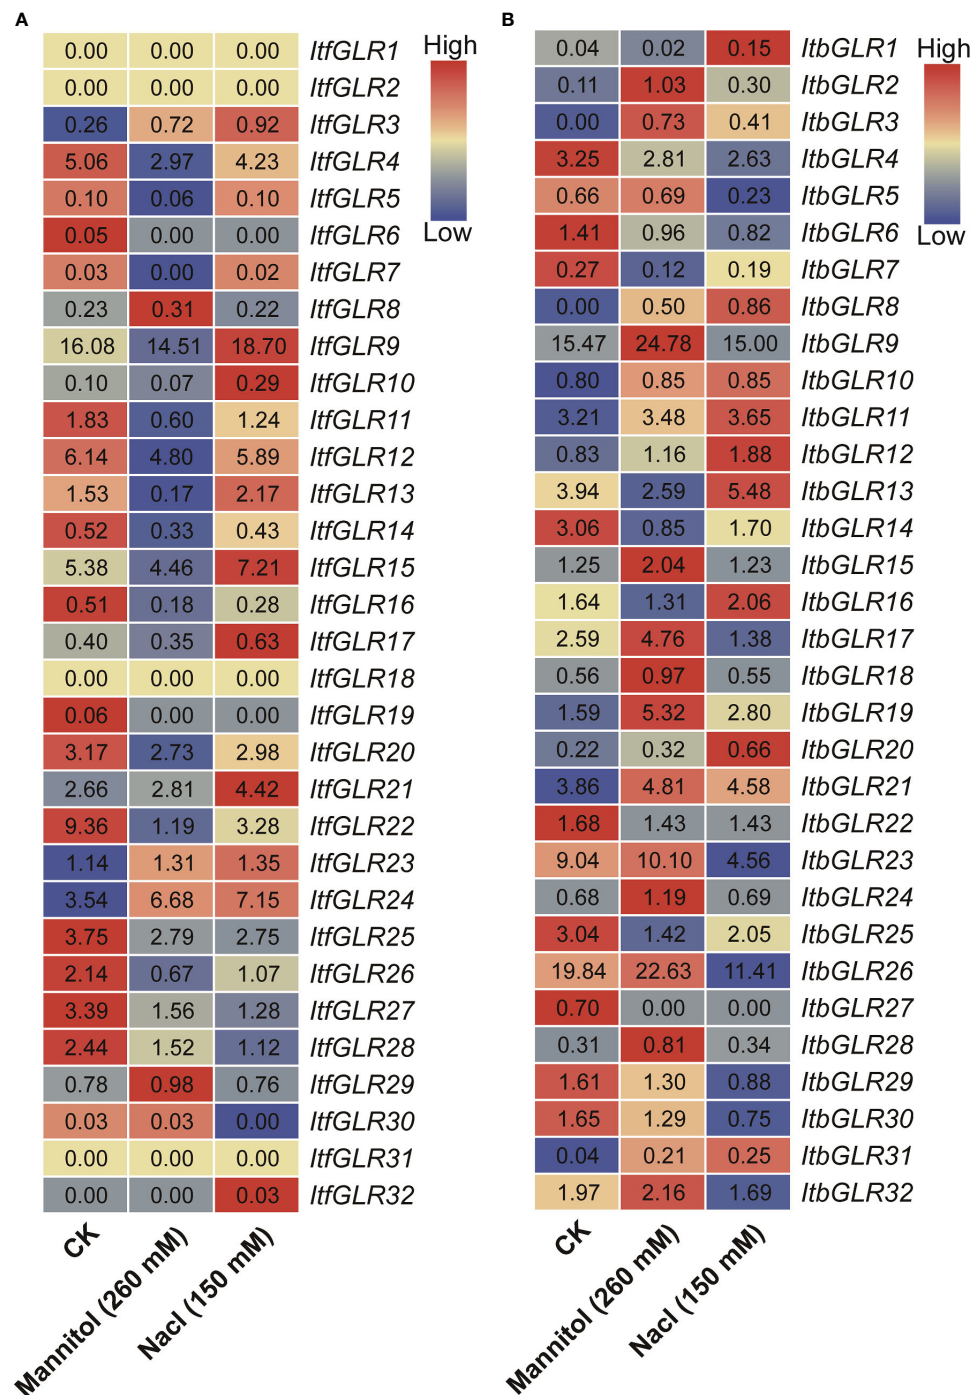 A
0.00 0.00 0.00 ItfGLR1
0.00 0.00 0.00 ItfGLR2
0.26 0.72 0.92 ItfGLR3
5.06 2.97 4.23 ItfGLR4
0.10 0.06 0.10 ItfGLR5
0.05 0.00 0.00 ItfGLR6
0.03 0.00 0.02 ItfGLR7
0.23 0.31 0.22 ItfGLR8
16.08 14.51 18.70 ItfGLR9
0.10 0.07 0.29 ItfGLR10
1.83 0.60 1.24 ItfGLR11
6.14 4.80 5.89 ItfGLR12
1.53 0.17 2.17 ItfGLR13
0.52 0.33 0.43 ItfGLR14
5.38 4.46 7.21 ItfGLR15
0.51 0.18 0.28 ItfGLR16
0.40 0.35 0.63 ItfGLR17
0.00 0.00 0.00 ItfGLR18
0.06 0.00 0.00 ItfGLR19
3.17 2.73 2.98 ItfGLR20
2.66 2.81 4.42 ItfGLR21
9.36 1.19 3.28 ItfGLR22
1.14 1.31 1.35 ItfGLR23
3.54 6.68 7.15 ItfGLR24
3.75 2.79 2.75 ItfGLR25
2.14 0.67 1.07 ItfGLR26
3.39 1.56 1.28 ItfGLR27
2.44 1.52 1.12 ItfGLR28
0.78 0.98 0.76 ItfGLR29
0.03 0.03 0.00 ItfGLR30
0.00 0.00 0.00 ItfGLR31
0.00 0.00 0.03 ItfGLR32
CK
Mannitol (260 mM)
Nacl (150 mM)
High
Low
B
0.04 0.02 0.15 ItbGLR1
0.11 1.03 0.30 ItbGLR2
0.00 0.73 0.41 ItbGLR3
3.25 2.81 2.63 ItbGLR4
0.66 0.69 0.23 ItbGLR5
1.41 0.96 0.82 ItbGLR6
0.27 0.12 0.19 ItbGLR7
0.00 0.50 0.86 ItbGLR8
15.47 24.78 15.00 ItbGLR9
0.80 0.85 0.85 ItbGLR10
3.21 3.48 3.65 ItbGLR11
0.83 1.16 1.88 ItbGLR12
3.94 2.59 5.48 ItbGLR13
3.06 0.85 1.70 ItbGLR14
1.25 2.04 1.23 ItbGLR15
1.64 1.31 2.06 ItbGLR16
2.59 4.76 1.38 ItbGLR17
0.56 0.97 0.55 ItbGLR18
1.59 5.32 2.80 ItbGLR19
0.22 0.32 0.66 ItbGLR20
3.86 4.81 4.58 ItbGLR21
1.68 1.43 1.43 ItbGLR22
9.04 10.10 4.56 ItbGLR23
0.68 1.19 0.69 ItbGLR24
3.04 1.42 2.05 ItbGLR25
19.84 22.63 11.41 ItbGLR26
0.70 0.00 0.00 ItbGLR27
0.31 0.81 0.34 ItbGLR28
1.61 1.30 0.88 ItbGLR29
1.65 1.29 0.75 ItbGLR30
0.04 0.21 0.25 ItbGLR31
1.97 2.16 1.69 ItbGLR32
CK
Mannitol (260 mM)
Nacl (150 mM)
High
Low